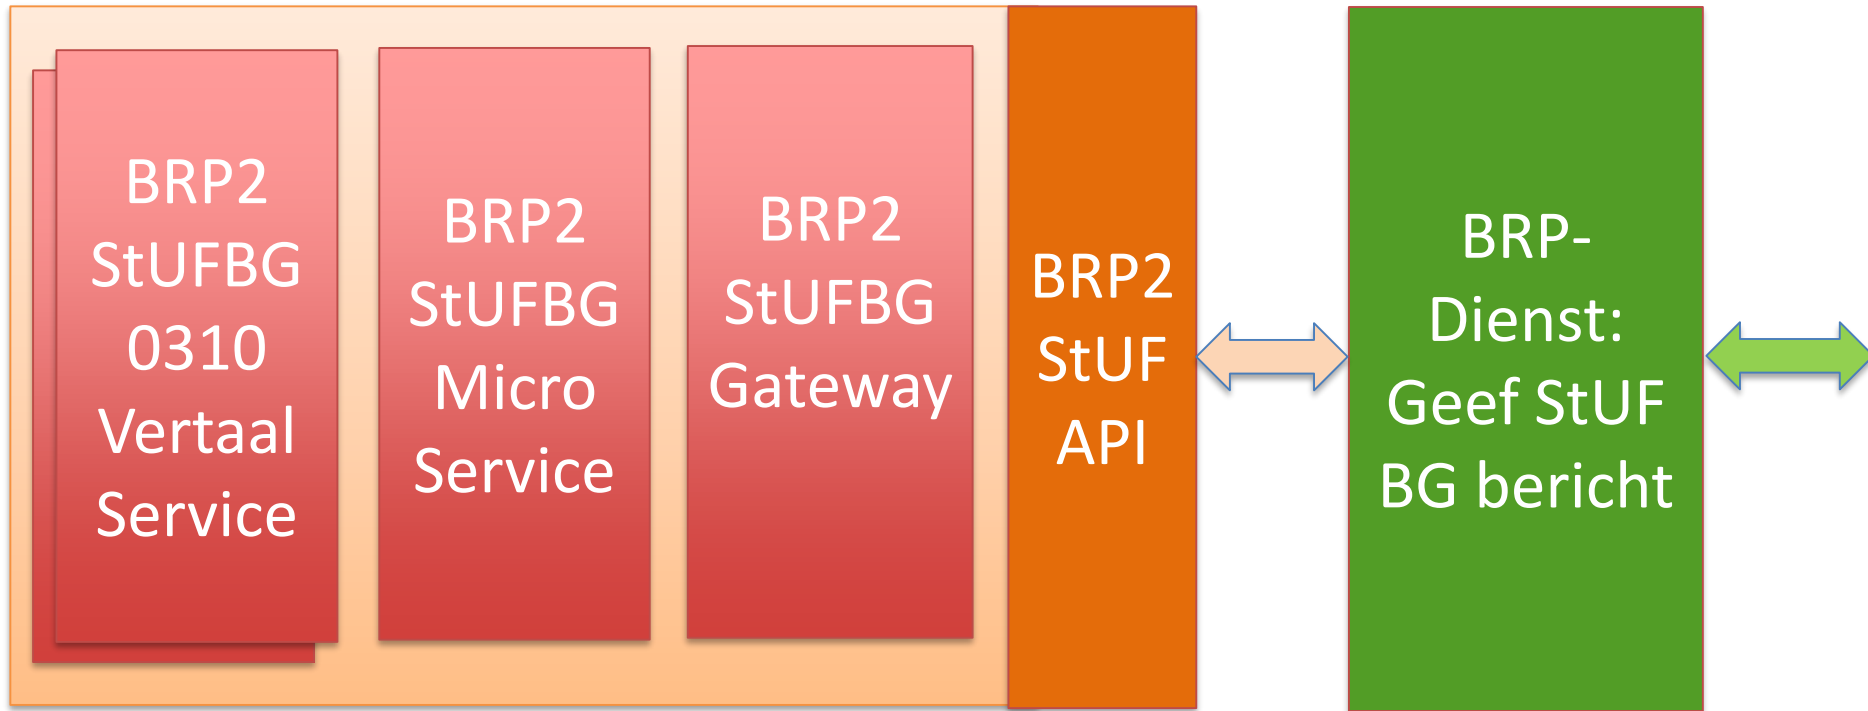 BRP2
StUFBG
0310
Vertaal
Service
BRP2
StUFBG
Micro
Service
BRP2
StUFBG
Gateway
BRP2
StUF
API
BRP-
Dienst:
Geef StUF
BG bericht